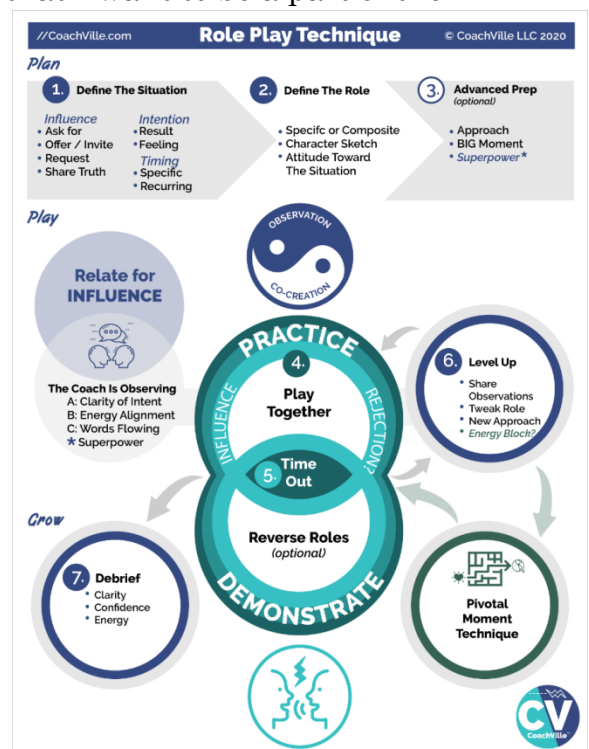 //CoachVille.com
Role Play Technique
© CoachVille LLC 2020
Plan
1. Define The Situation
Influence
• Ask for
• Offer / Invite
• Request
• Share Truth
Intention
• Result
• Feeling
Timing
• Specific
• Recurring
2. Define The Role
• Specifc or Composite
• Character Sketch
• Attitude Toward
The Situation
3. Advanced Prep
(optional)
• Approach
• BIG Moment
• Superpower*
Play
OBSERVATION
CO-CREATION
Relate for
INFLUENCE
The Coach Is Observing
A: Clarity of Intent
B: Energy Alignment
C: Words Flowing
* Superpower
PRACTICE
4.
Play
Together
INFLUENCE
REJECTION?
5. Time
Out
Reverse Roles
(optional)
DEMONSTRATE
6. Level Up
• Share
Observations
• Tweak Role
• New Approach
• Energy Block?
Pivotal
Moment
Technique
Grow
7. Debrief
• Clarity
• Confidence
• Energy
CV
CoachVille